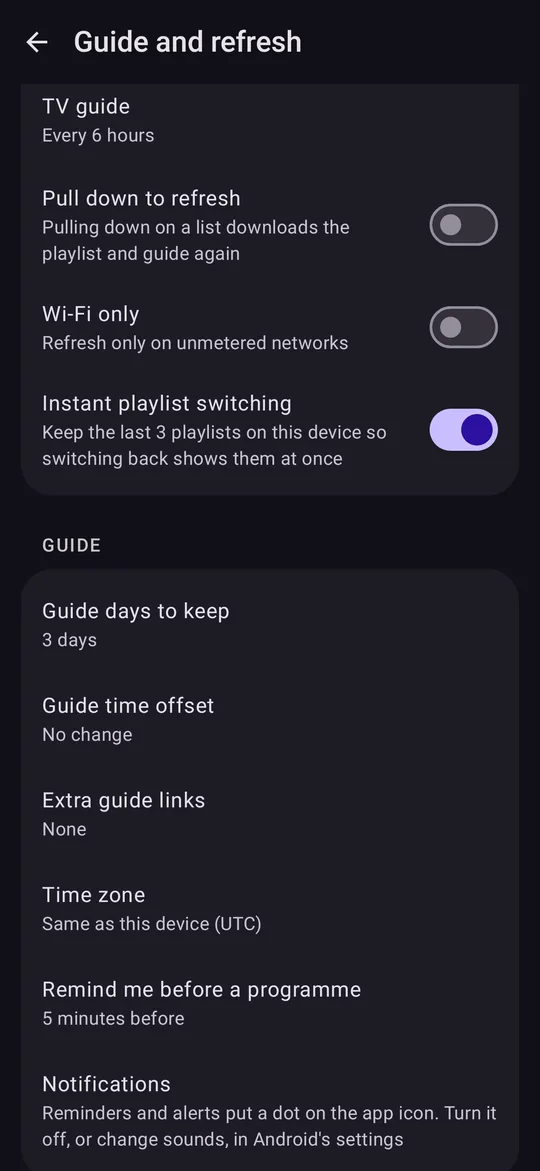 Guide and refresh
TV guide
Every 6 hours
Pull down to refresh
Pulling down on a list downloads the
playlist and guide again
Wi-Fi only
Refresh only on unmetered networks
Instant playlist switching
Keep the last 3 playlists on this device so
switching back shows them at once
GUIDE
Guide days to keep
3 days
Guide time offset
No change
Extra guide links
None
Time zone
Same as this device (UTC)
Remind me before a programme
5 minutes before
Notifications
Reminders and alerts put a dot on the app icon. Turn it
off, or change sounds, in Android's settings